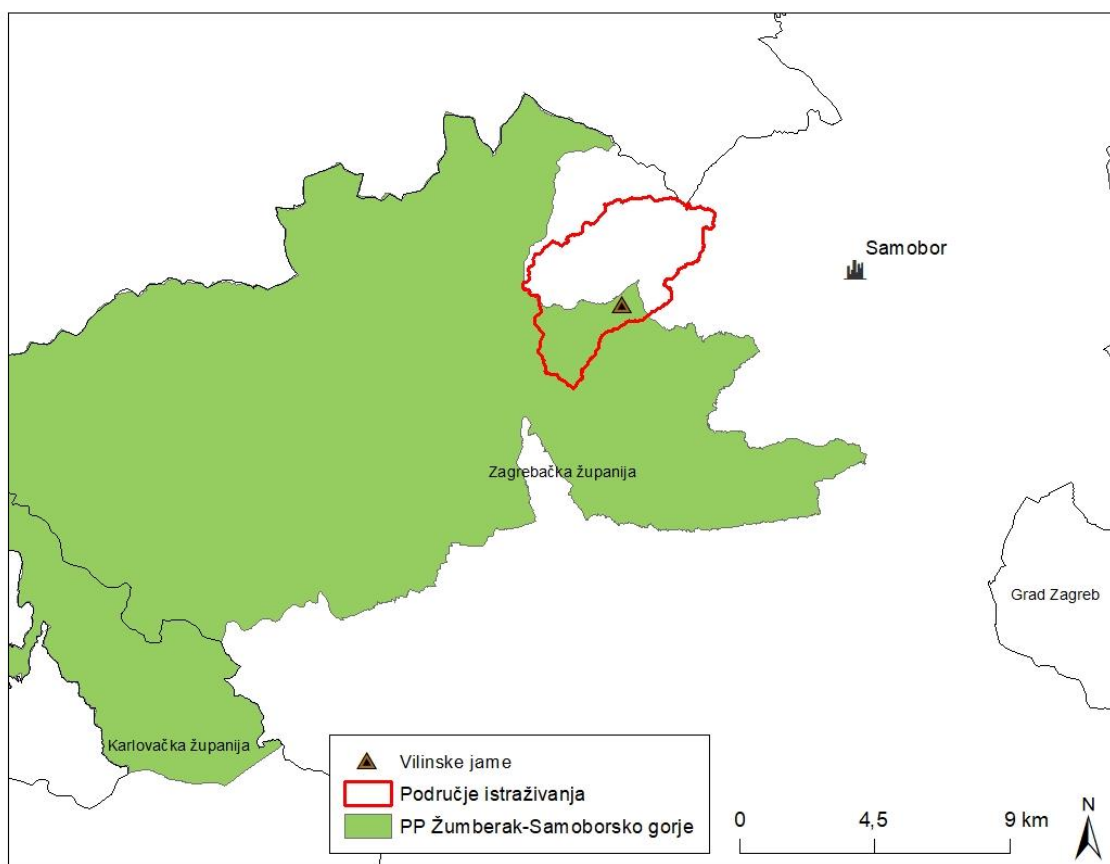 Samobor
Zagrebačka županija
Grad Zagreb
Karlovačka županija
Vilinske jame
Područje istraživanja
PP Žumberak-Samoborsko gorje
0 4,5 9 km
N